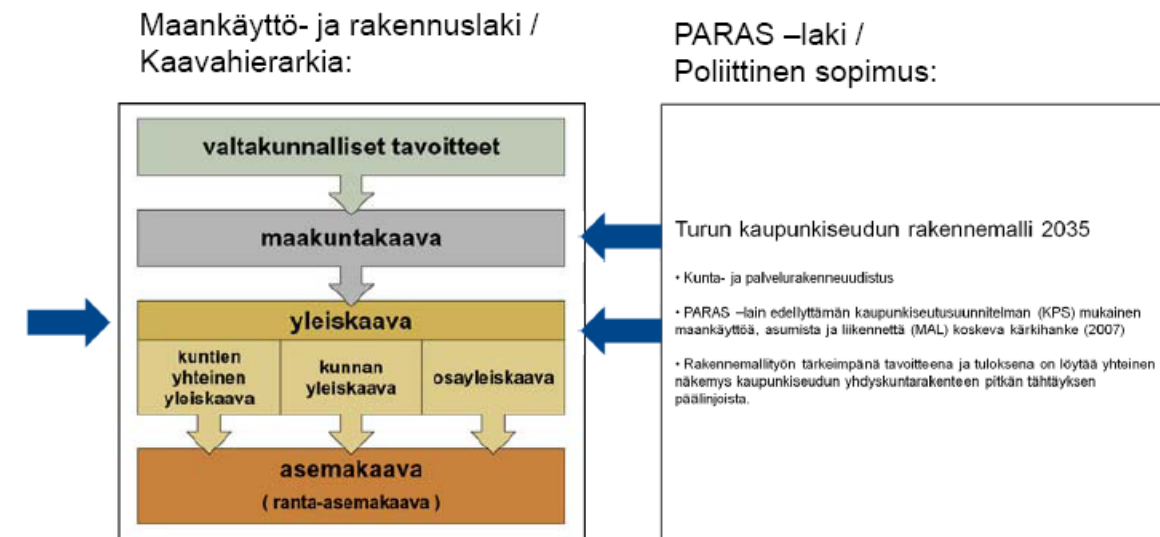 Maankäyttö- ja rakennuslaki /
Kaavahierarkia:
valtakunnalliset tavoitteet
maakuntakaava
yleiskaava
kuntien
yhteinen
yleiskaava
kunnan
yleiskaava
osayleiskaava
asemakaava
( ranta-asemakaava )
PARAS –laki /
Poliittinen sopimus:
Turun kaupunkiseudun rakennemalli 2035
• Kunta- ja palvelurakenneuudistus
• PARAS –lain edellyttämän kaupunkiseutusuunnitelman (KPS) mukainen
maankäyttöä, asumista ja liikennettä (MAL) koskeva kärkihanke (2007)
• Rakennemallityön tärkeimpänä tavoitteena ja tuloksena on löytää yhteinen
näkemys kaupunkiseudun yhdyskuntarakenteen pitkän tähtäyksen
päälinjoista.